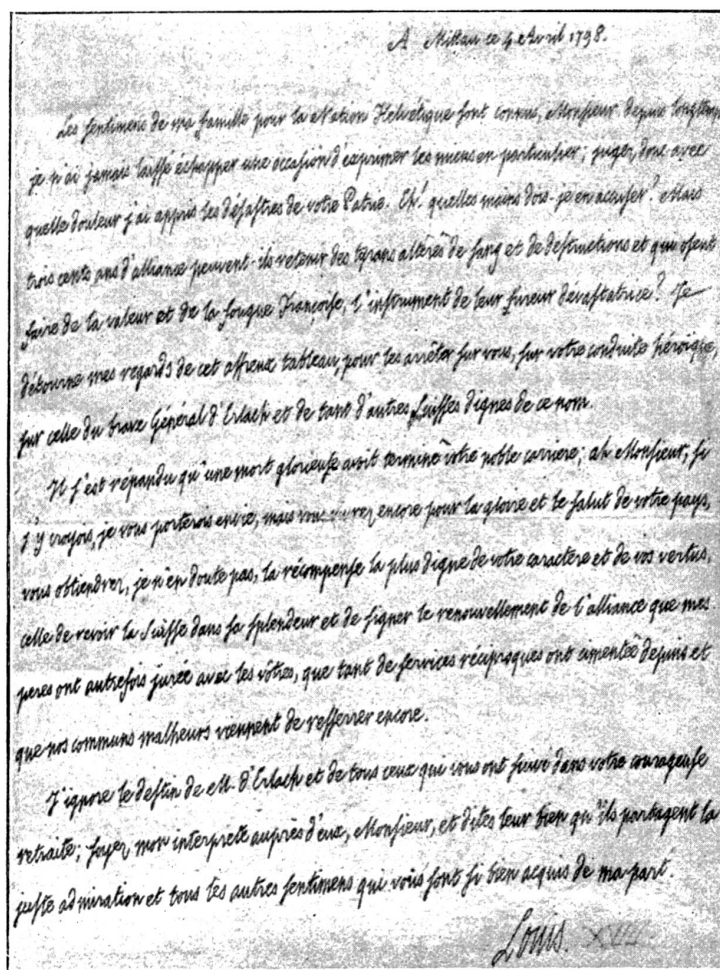 A Mittau ce 4 Avril 1798.
Les sentimens de ma famille pour la Nation Helvétique sont connus, Monsieur, depuis longtems,
je n'ai jamais laissé échapper une occasion d'exprimer les miens en particulier; jugez donc avec
quelle douleur j'ai appris les désastres de votre Patrie. Eh! quelles mains dois-je en accuser? Mais
trois cents ans d'alliance peuvent-ils retenir des tyrans altérés de sang et de destructions et qui osent
faire de la valeur et de la fougue Françoise, l'instrument de leur fureur dévastatrice? Je
détourne mes regards de cet affreux tableau, pour les arrêter sur vous, sur votre conduite héroïque,
sur celle du brave Général d'Erlach et de tant d'autres Suisses dignes de ce nom.
Il s'est répandu qu'une mort glorieuse avoit terminé votre noble carriere; ah Monsieur, si
j'y croyois, je vous porterois envie, mais encore pour la gloire et le salut de votre pays,
vous obtiendrez, je n'en doute pas, la récompense la plus digne de votre caractère et de vos vertus,
celle de revoir la Suisse dans sa splendeur et de signer le renouvellement de l'alliance que mes
peres ont autrefois jurée avec les vôtres, que tant de services réciproques ont cimentée depuis et
que nos communs malheurs viennent de resserrer encore.
J'ignore le destin de M. d'Erlach et de tous ceux qui vous ont suivi dans votre courageuse
retraite; soyez mon interprete auprès d'eux, Monsieur, et dites leur bien qu'ils partagent la
juste admiration et tous les autres sentimens qui vous sont si bien acquis de ma part.
Louis.